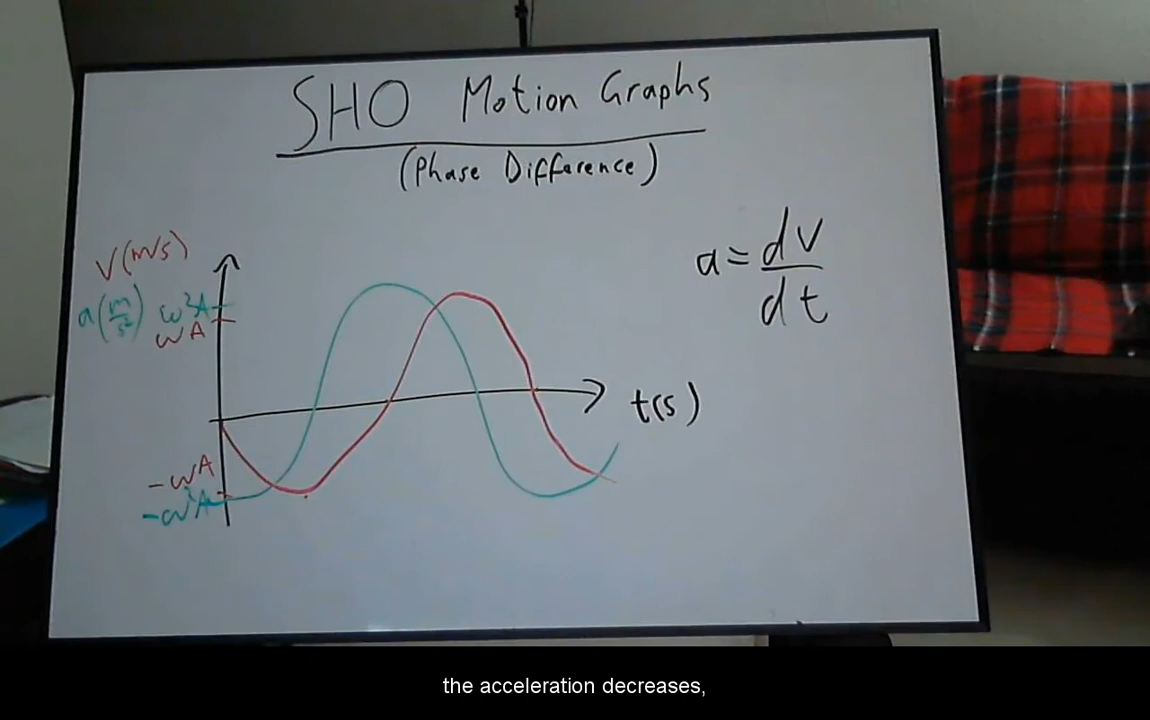 SHO Motion Graphs
(Phase Difference)
V(m/s)
a(m/s²) ω²A
ωA
-ωA
-ω²A
t(s)
a = dv/dt
the acceleration decreases,